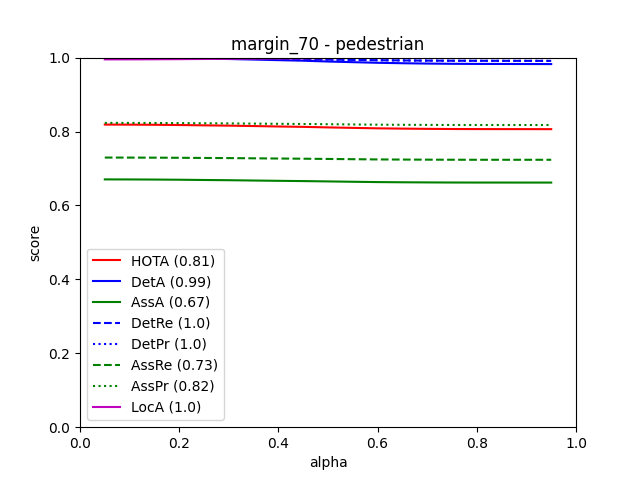 margin_70 - pedestrian
1.0
0.8
0.6
0.4
0.2
0.0
score
HOTA (0.81)
DetA (0.99)
AssA (0.67)
DetRe (1.0)
DetPr (1.0)
AssRe (0.73)
AssPr (0.82)
LocA (1.0)
0.0 0.2 0.4 0.6 0.8 1.0
alpha